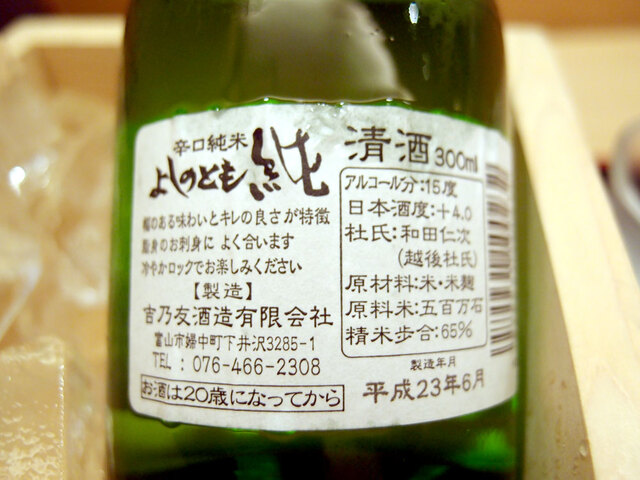 辛口純米
よしのとも 純
幅のある味わいとキレの良さが特徴
のお刺身に よく合います
冷やかロックでお楽しみください
【製造】
吉乃友酒造有限会社
富山市婦中町下井沢3285-1
TEL：076-466-2308
お酒は20歳になってから
清酒 300ml
アルコール分：15度
日本酒度：＋4.0
杜氏：和田仁次
（越後杜氏）
原材料：米・米麹
原料米：五百万石
精米歩合：65%
製造年月
平成23年6月